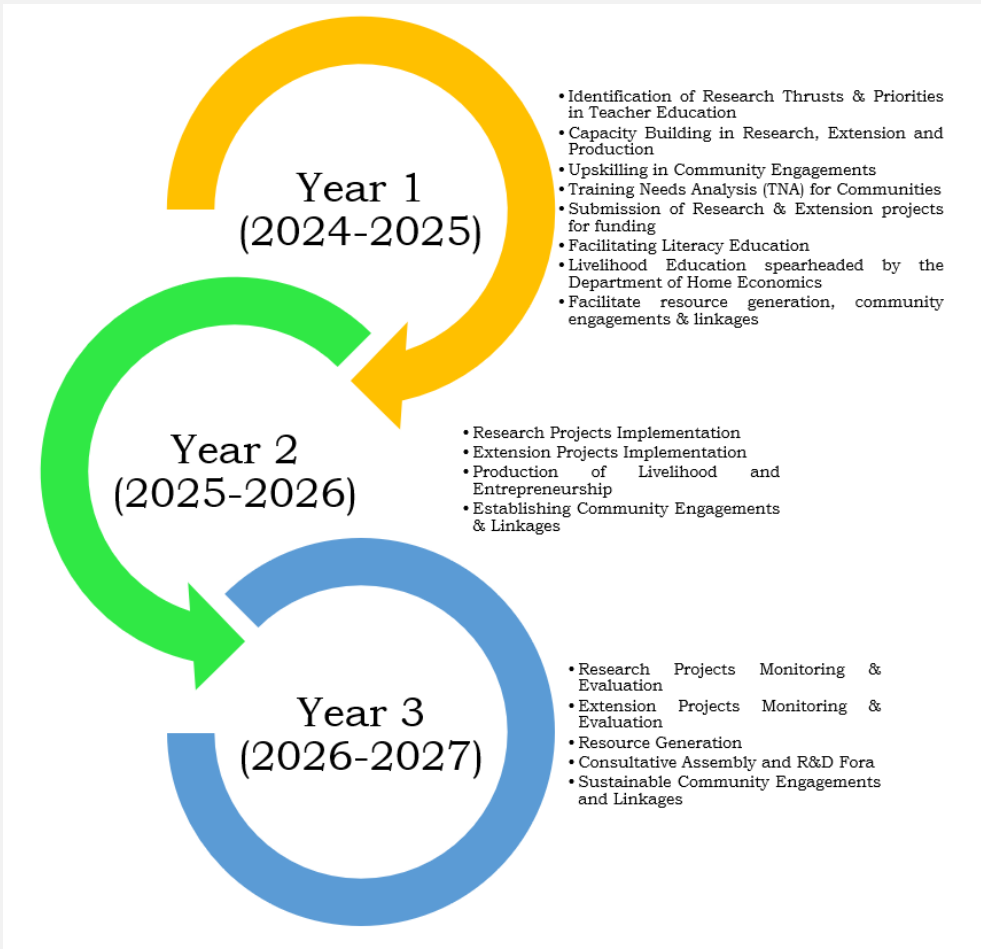 Year 1
(2024-2025)
• Identification of Research Thrusts & Priorities
in Teacher Education
• Capacity Building in Research, Extension and
Production
• Upskilling in Community Engagements
• Training Needs Analysis (TNA) for Communities
• Submission of Research & Extension projects
for funding
• Facilitating Literacy Education
• Livelihood Education spearheaded by the
Department of Home Economics
• Facilitate resource generation, community
engagements & linkages
Year 2
(2025-2026)
• Research Projects Implementation
• Extension Projects Implementation
• Production of Livelihood and
Entrepreneurship
• Establishing Community Engagements
& Linkages
Year 3
(2026-2027)
• Research Projects Monitoring &
Evaluation
• Extension Projects Monitoring &
Evaluation
• Resource Generation
• Consultative Assembly and R&D Fora
• Sustainable Community Engagements
and Linkages